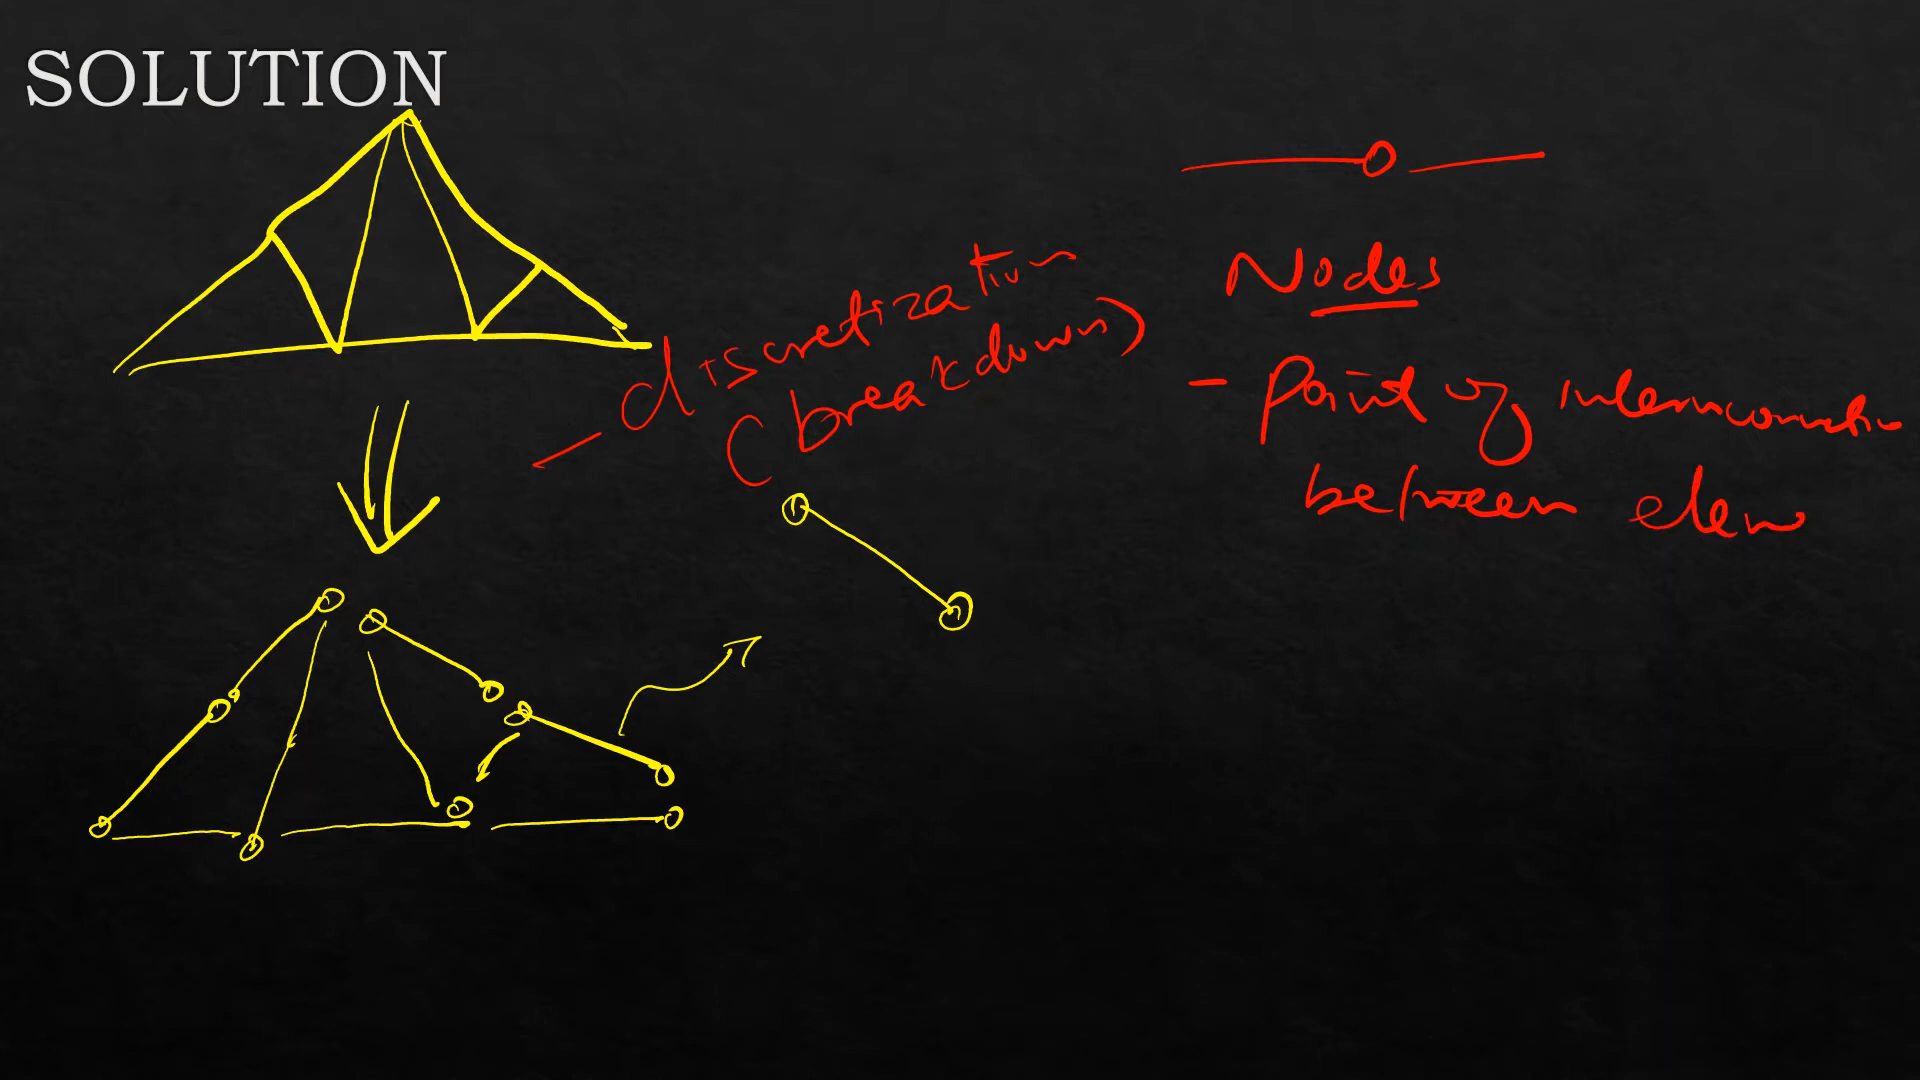 SOLUTION
- discretization
(breakdown)
Nodes
- Point of interconnection
between elem